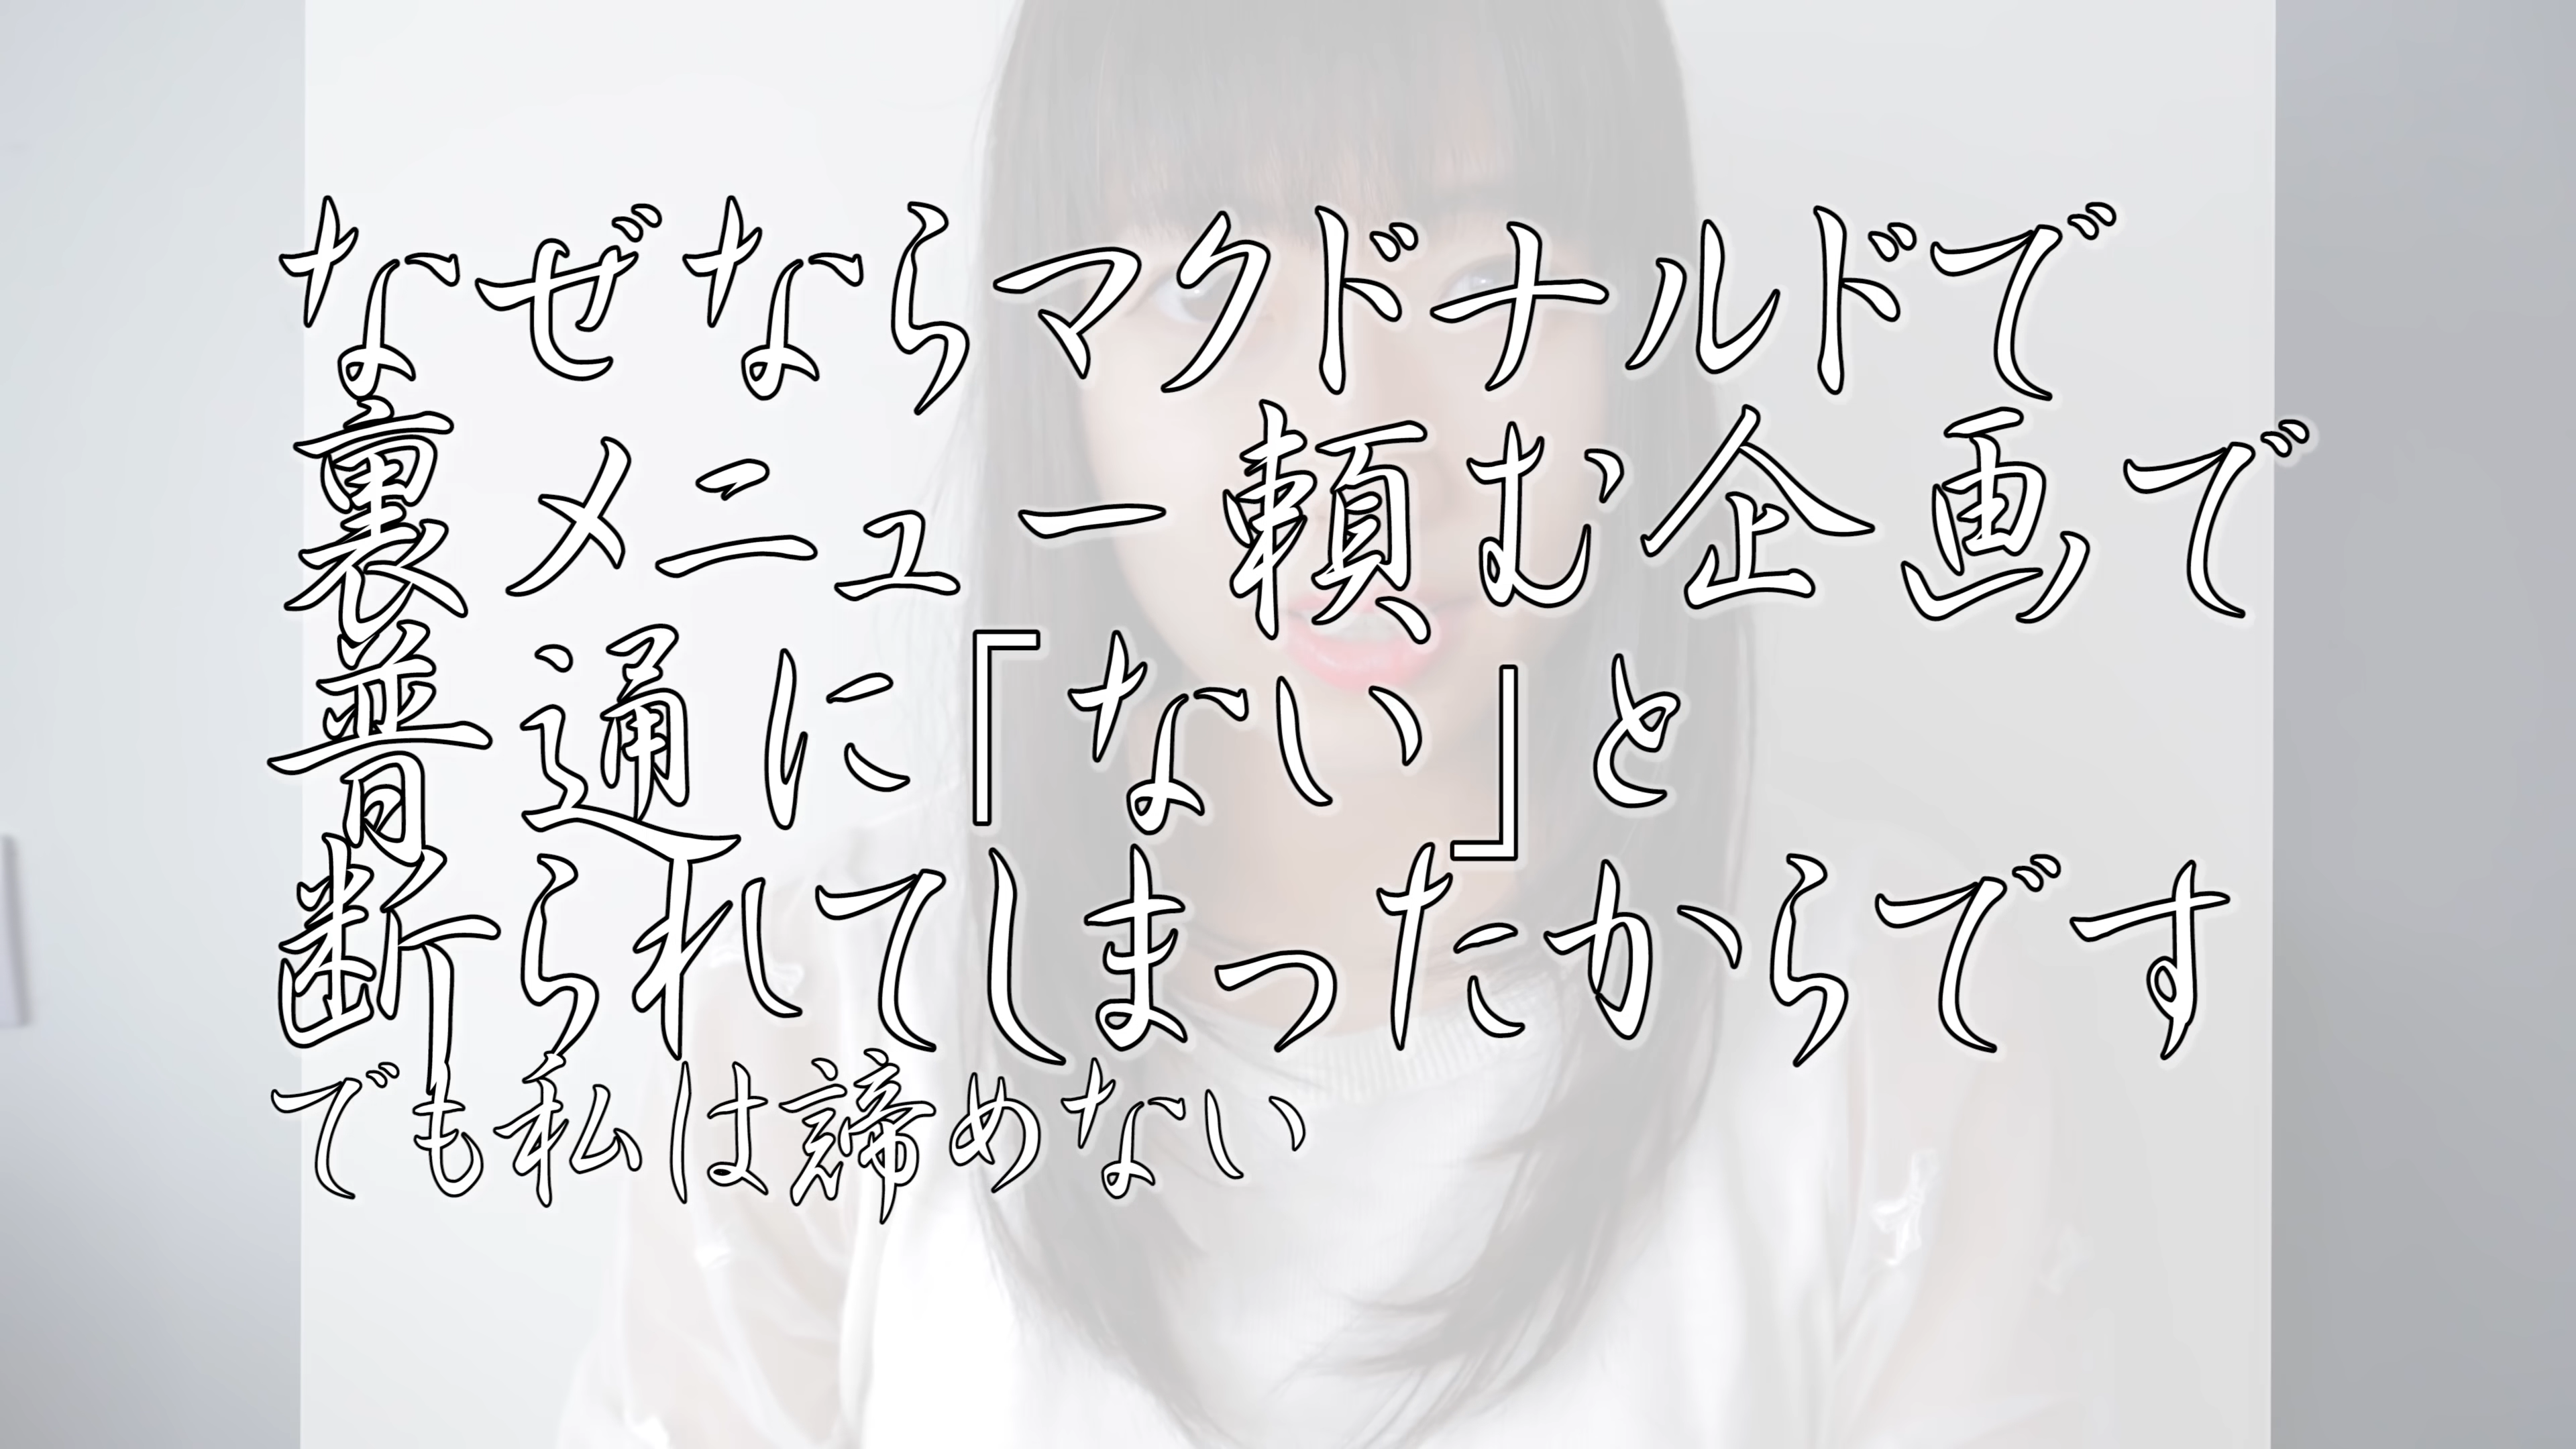 なぜならマクドナルドで
裏メニュー頼む企画で
普通に「ない」と
断られてしまったからです
でも私は諦めない